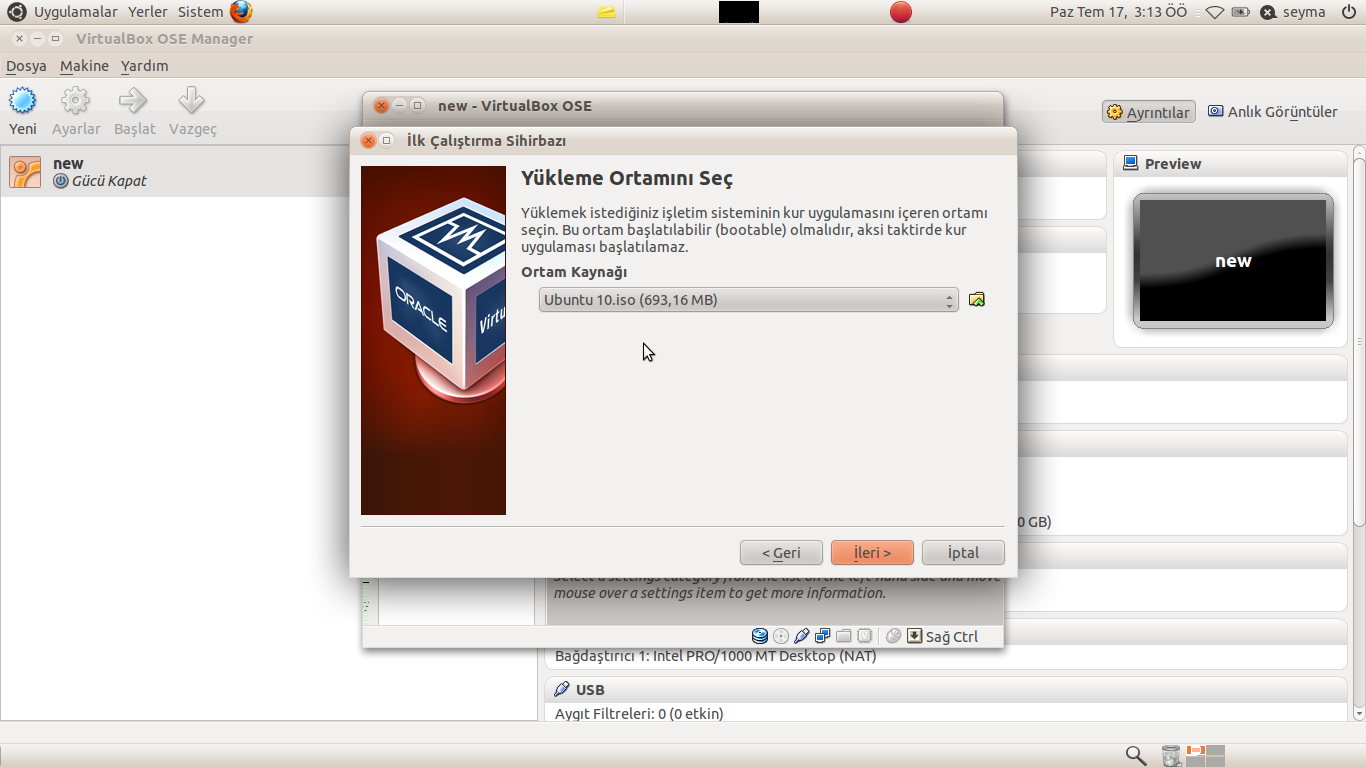 Uygulamalar Yerler Sistem
Paz Tem 17, 3:13 ÖÖ
seyma
VirtualBox OSE Manager
Dosya Makine Yardım
Yeni Ayarlar Başlat Vazgeç
Ayrıntılar Anlık Görüntüler
new
Gücü Kapat
new - VirtualBox OSE
İlk Çalıştırma Sihirbazı
ORACLE
Yükleme Ortamını Seç
Yüklemek istediğiniz işletim sisteminin kur uygulamasını içeren ortamı
seçin. Bu ortam başlatılabilir (bootable) olmalıdır, aksi taktirde kur
uygulaması başlatılamaz.
Ortam Kaynağı
Ubuntu 10.iso (693,16 MB)
< Geri İleri > İptal
Preview
new
0 GB)
Select a settings category from the list on the left-hand side and move
mouse over a settings item to get more information.
Sağ Ctrl
Bağdaştırıcı 1: Intel PRO/1000 MT Desktop (NAT)
USB
Aygıt Filtreleri: 0 (0 etkin)